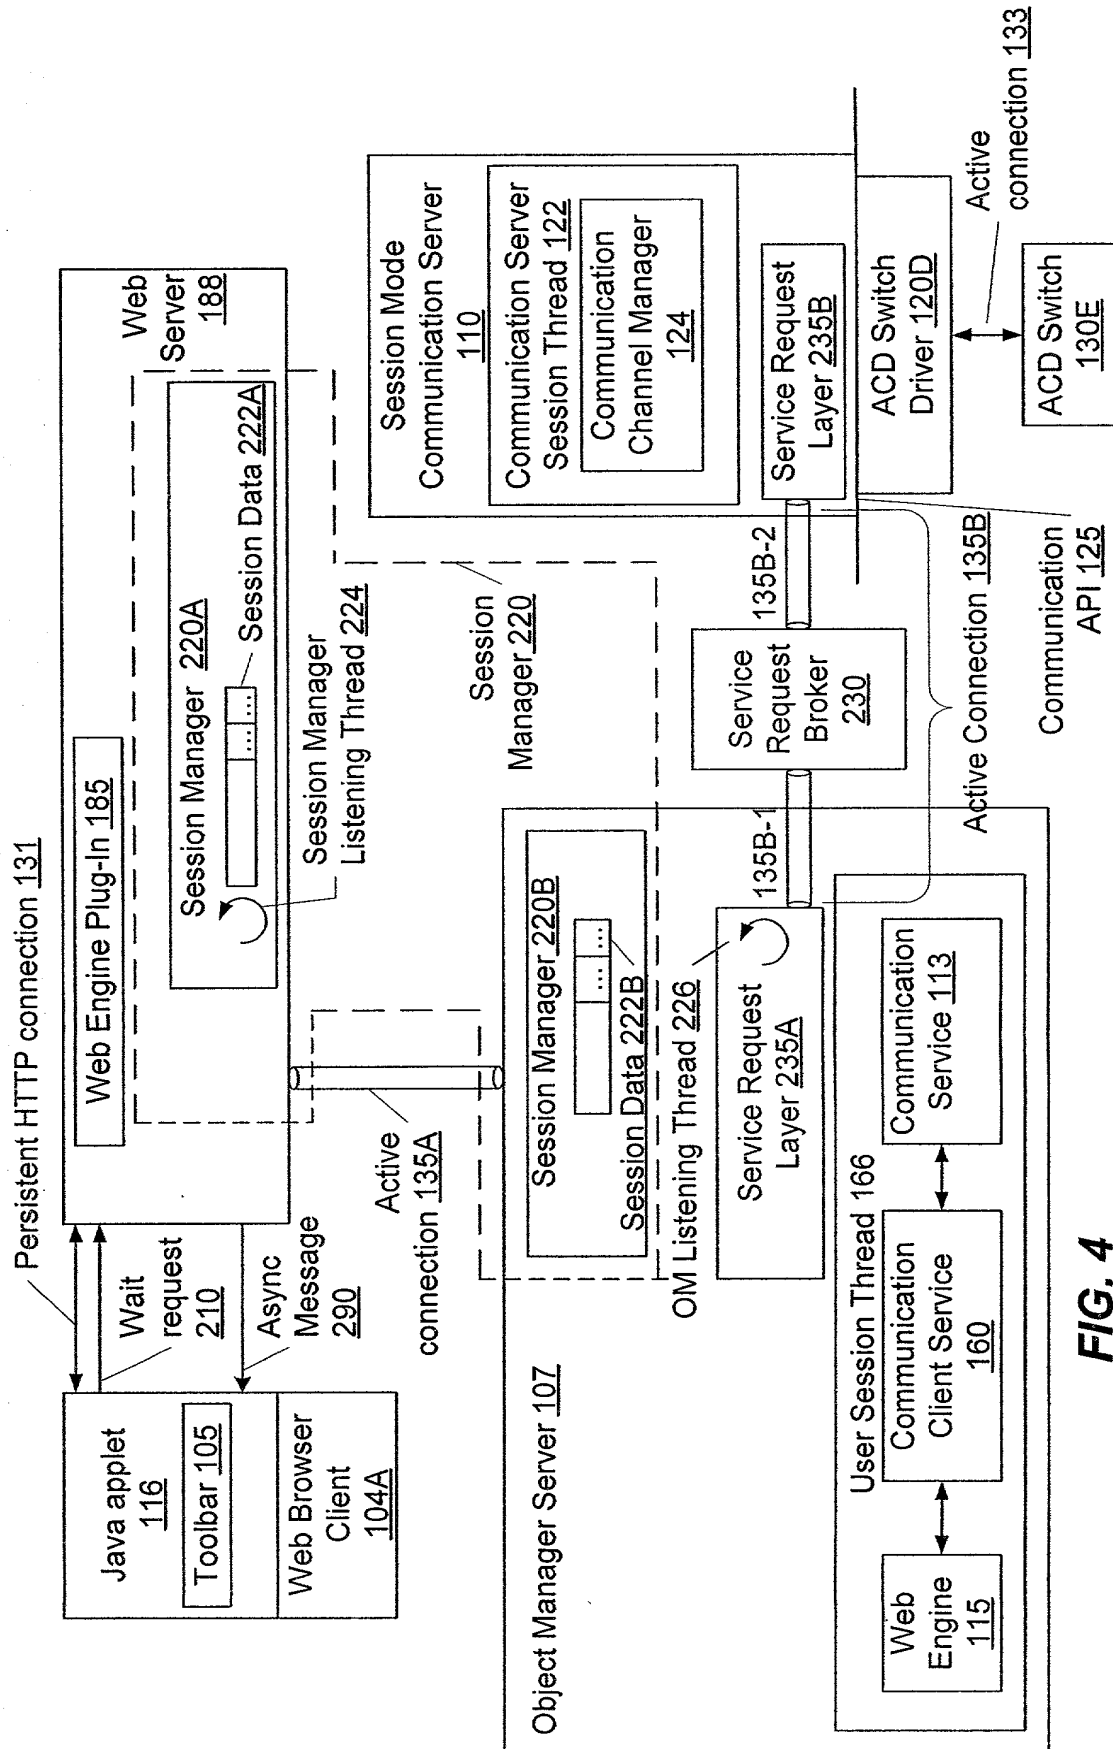 Persistent HTTP connection 131
Java applet
116
Toolbar 105
Web Browser
Client
104A
Wait
request
210
Async
Message
290
Web Engine Plug-In 185
Web
Server
188
Session Manager 220A
... ...
Session Data 222A
Session Manager
Listening Thread 224
Active
connection 135A
Session
Manager 220
Object Manager Server 107
Session Manager 220B
... ...
Session Data 222B
OM Listening Thread 226
Service Request
Layer 235A
135B-1
Service
Request
Broker
230
135B-2
Session Mode
Communication Server
110
Communication Server
Session Thread 122
Communication
Channel Manager
124
Service Request
Layer 235B
ACD Switch
Driver 120D
Active
connection 133
ACD Switch
130E
User Session Thread 166
Web
Engine
115
Communication
Client Service
160
Communication
Service 113
Active Connection 135B
Communication
API 125
FIG. 4